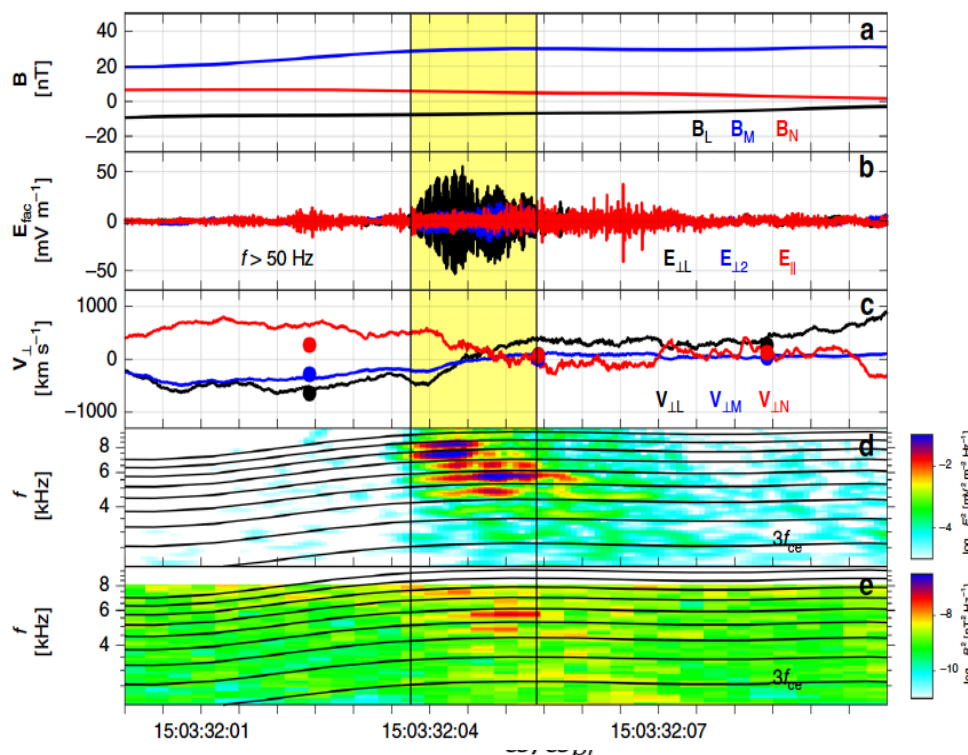 a
40
20
0
−20
B
[nT]
B_L B_M B_N
b
50
0
−50
E_fac
[mV m⁻¹]
f > 50 Hz
E_⊥L E_⊥2 E_||
c
1000
0
−1000
V_⊥
[km s⁻¹]
V_⊥L V_⊥M V_⊥N
d
8
6
4
f
[kHz]
3f_ce
−2
−4
e
8
6
4
f
[kHz]
3f_ce
−8
−10
15:03:32:01 15:03:32:04 15:03:32:07